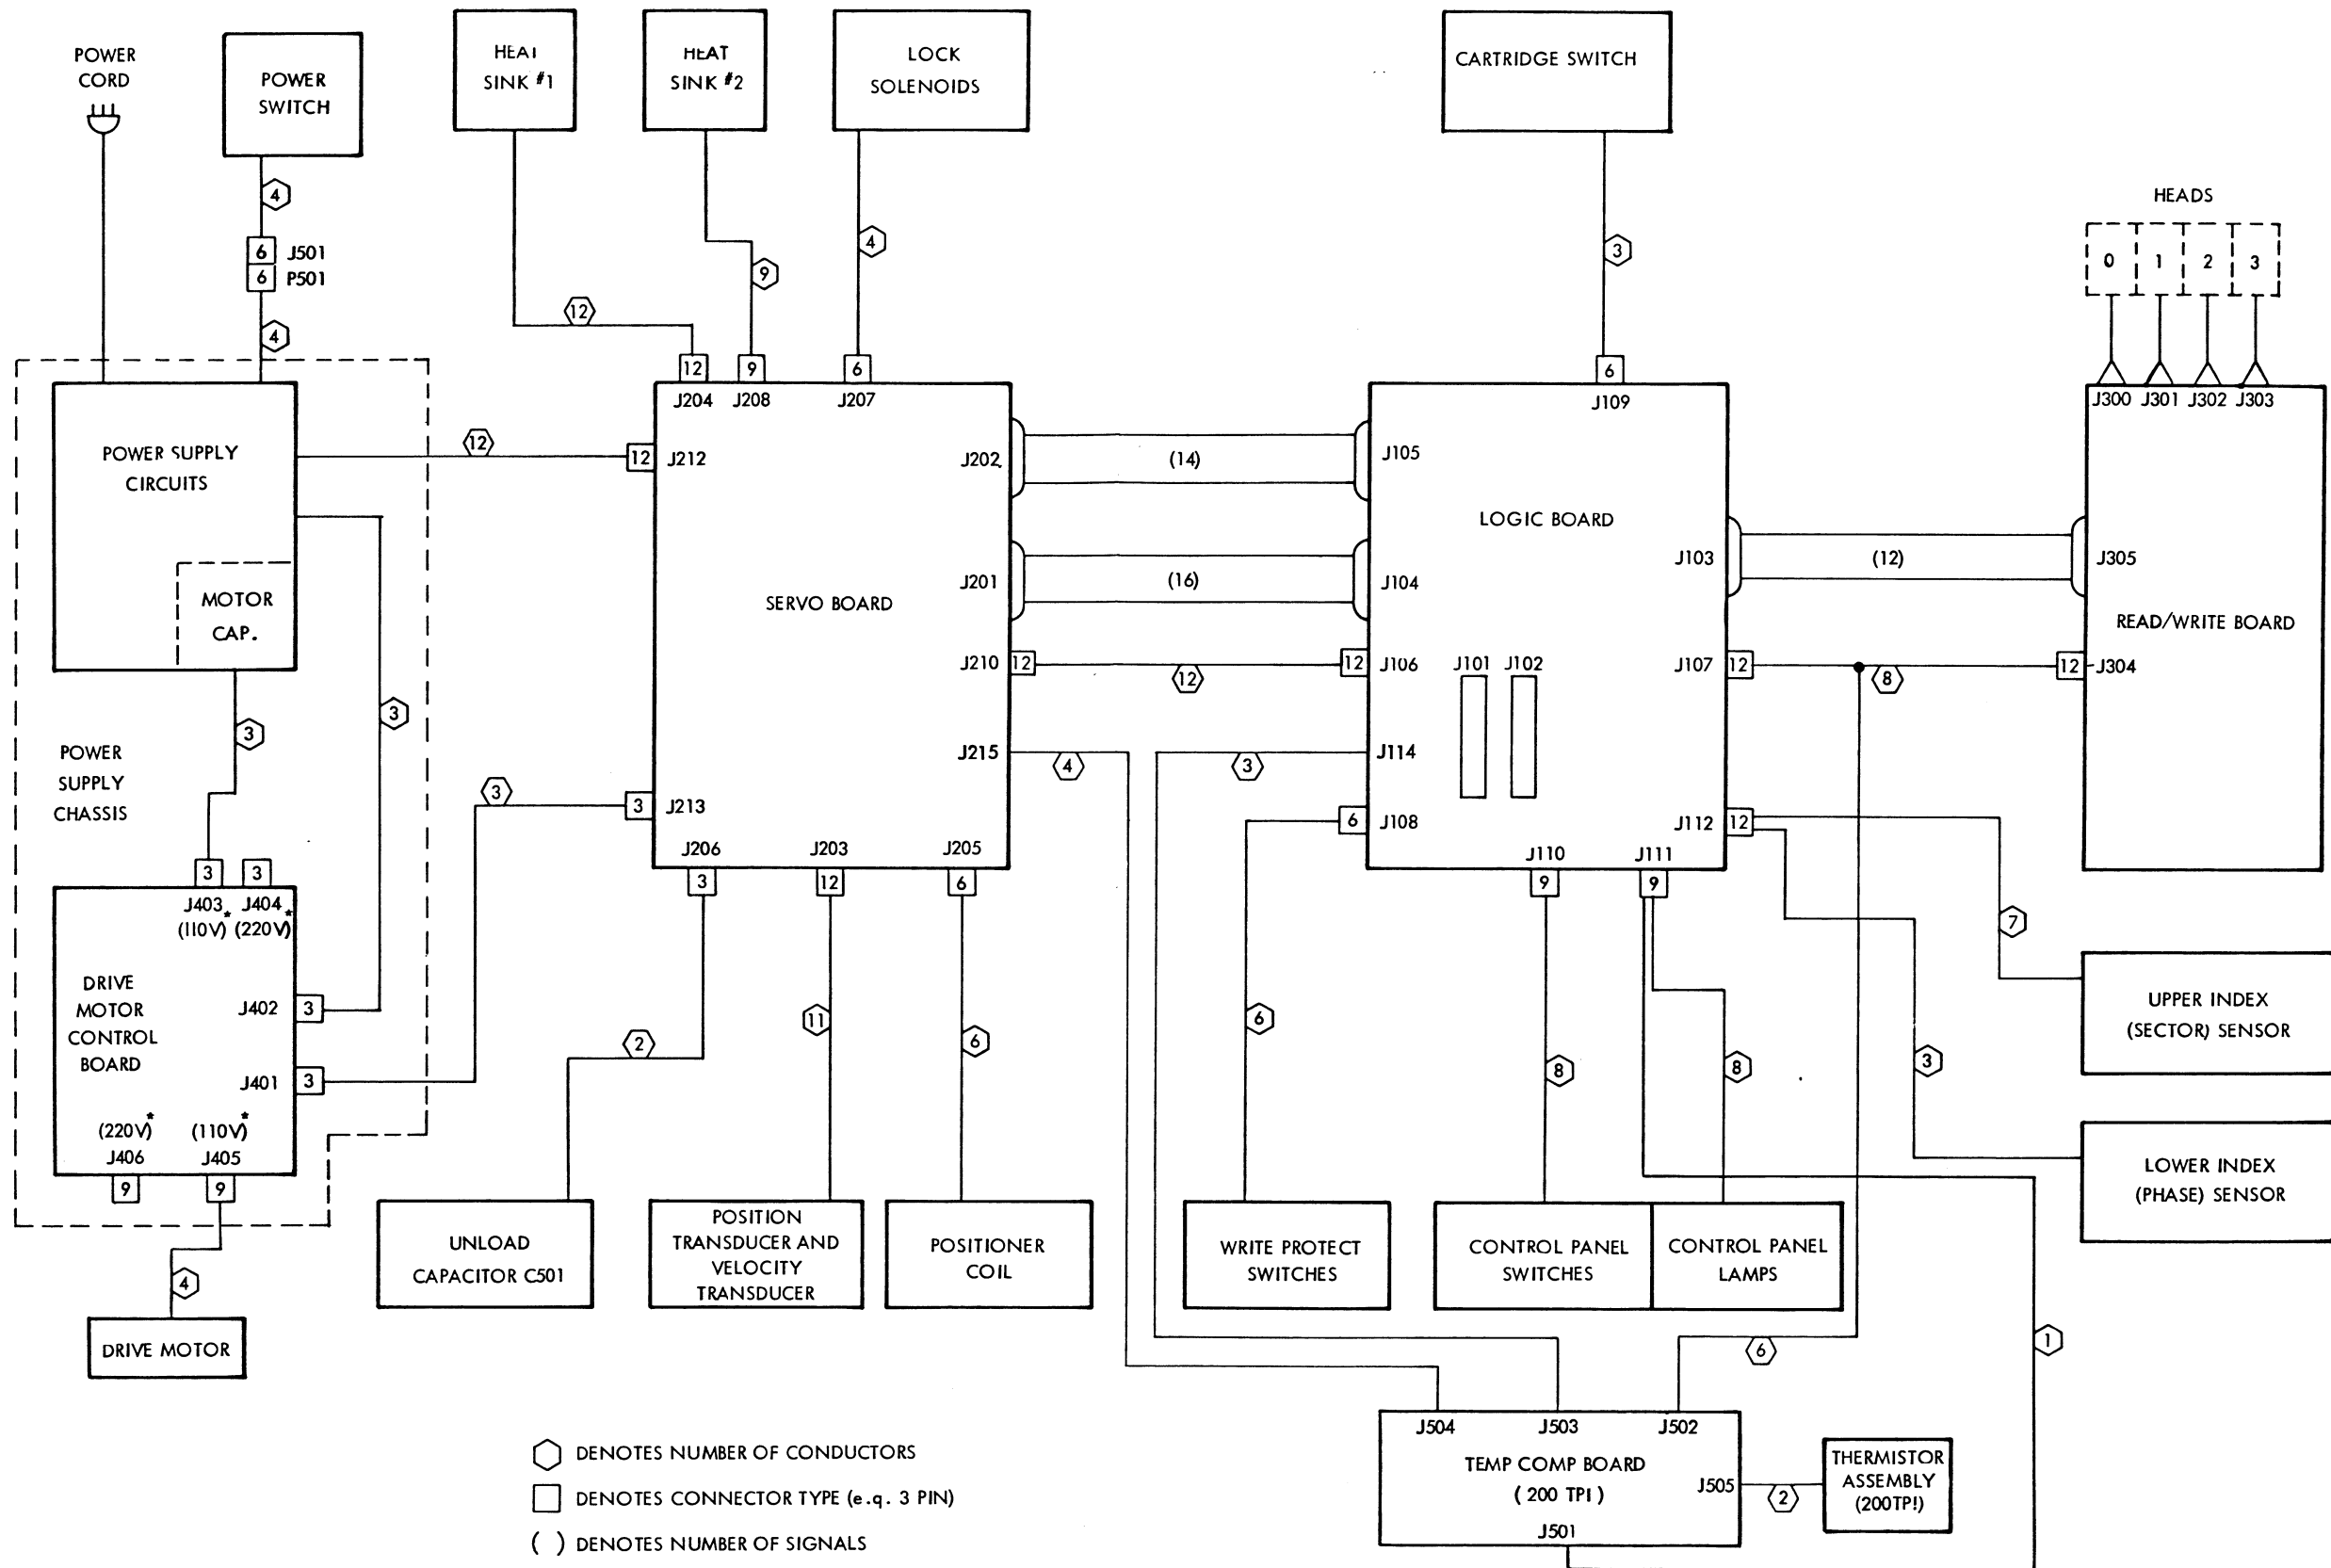 POWER
CORD
POWER
SWITCH
HEAT
SINK #1
HEAT
SINK #2
LOCK
SOLENOIDS
CARTRIDGE SWITCH
HEADS
0 1 2 3
4
6 J501
6 P501
4
12
9
4
3
12 9 6
J204 J208 J207
6
J109
J300 J301 J302 J303
POWER SUPPLY
CIRCUITS
MOTOR
CAP.
12
12 J212
J202
(14)
J105
SERVO BOARD
LOGIC BOARD
J201
(16)
J104
J103
(12)
J305
READ/WRITE BOARD
J210 12
12
12 J106
J101 J102
J107 12
8
12 J304
3
3
POWER
SUPPLY
CHASSIS
J215
4
3
J114
3
3 J213
6 J108
J112 12
J206 J203 J205
3 12 6
J110 J111
9 9
3 3
J403 J404
(110V)* (220V)*
DRIVE
MOTOR
CONTROL
BOARD
J402 3
J401 3
(220V)* (110V)*
J406 J405
9 9
4
DRIVE MOTOR
2
11
6
6
8
8
7
3
UPPER INDEX
(SECTOR) SENSOR
LOWER INDEX
(PHASE) SENSOR
UNLOAD
CAPACITOR C501
POSITION
TRANSDUCER AND
VELOCITY
TRANSDUCER
POSITIONER
COIL
WRITE PROTECT
SWITCHES
CONTROL PANEL
SWITCHES
CONTROL PANEL
LAMPS
6
1
J504 J503 J502
TEMP COMP BOARD
( 200 TPI )
J505
2
J501
THERMISTOR
ASSEMBLY
(200TPI)
DENOTES NUMBER OF CONDUCTORS
DENOTES CONNECTOR TYPE (e.q. 3 PIN)
( ) DENOTES NUMBER OF SIGNALS